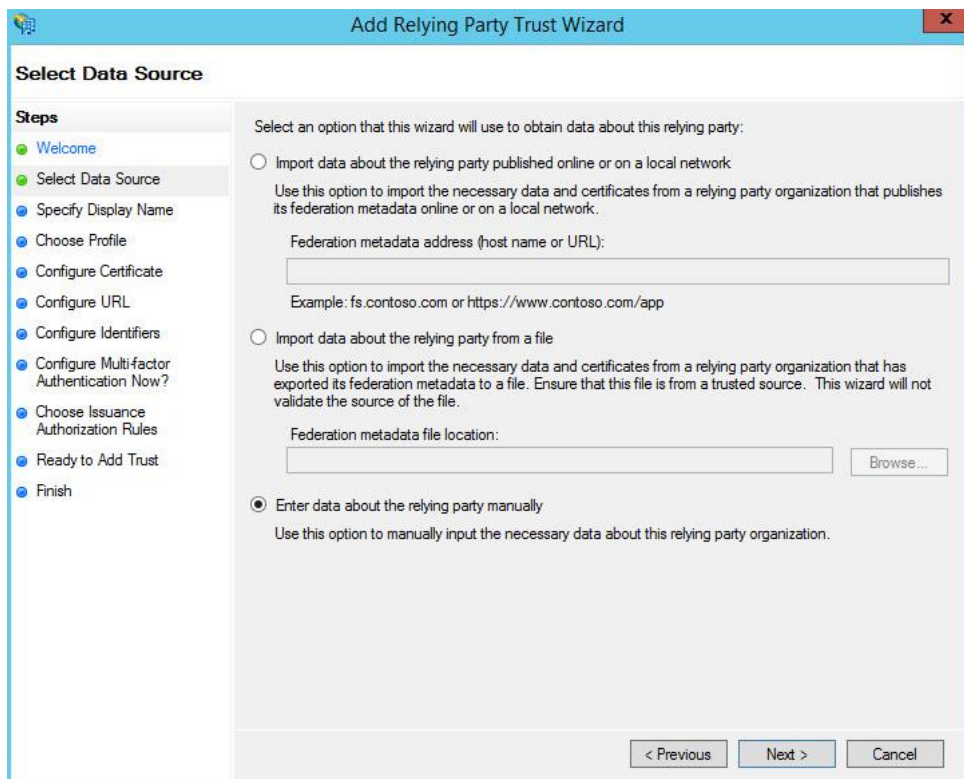 Add Relying Party Trust Wizard
x
Select Data Source
Steps
Welcome
Select Data Source
Specify Display Name
Choose Profile
Configure Certificate
Configure URL
Configure Identifiers
Configure Multi-factor
Authentication Now?
Choose Issuance
Authorization Rules
Ready to Add Trust
Finish
Select an option that this wizard will use to obtain data about this relying party:
Import data about the relying party published online or on a local network
Use this option to import the necessary data and certificates from a relying party organization that publishes
its federation metadata online or on a local network.
Federation metadata address (host name or URL):
Example: fs.contoso.com or https://www.contoso.com/app
Import data about the relying party from a file
Use this option to import the necessary data and certificates from a relying party organization that has
exported its federation metadata to a file. Ensure that this file is from a trusted source.  This wizard will not
validate the source of the file.
Federation metadata file location:
Browse...
Enter data about the relying party manually
Use this option to manually input the necessary data about this relying party organization.
< Previous
Next >
Cancel